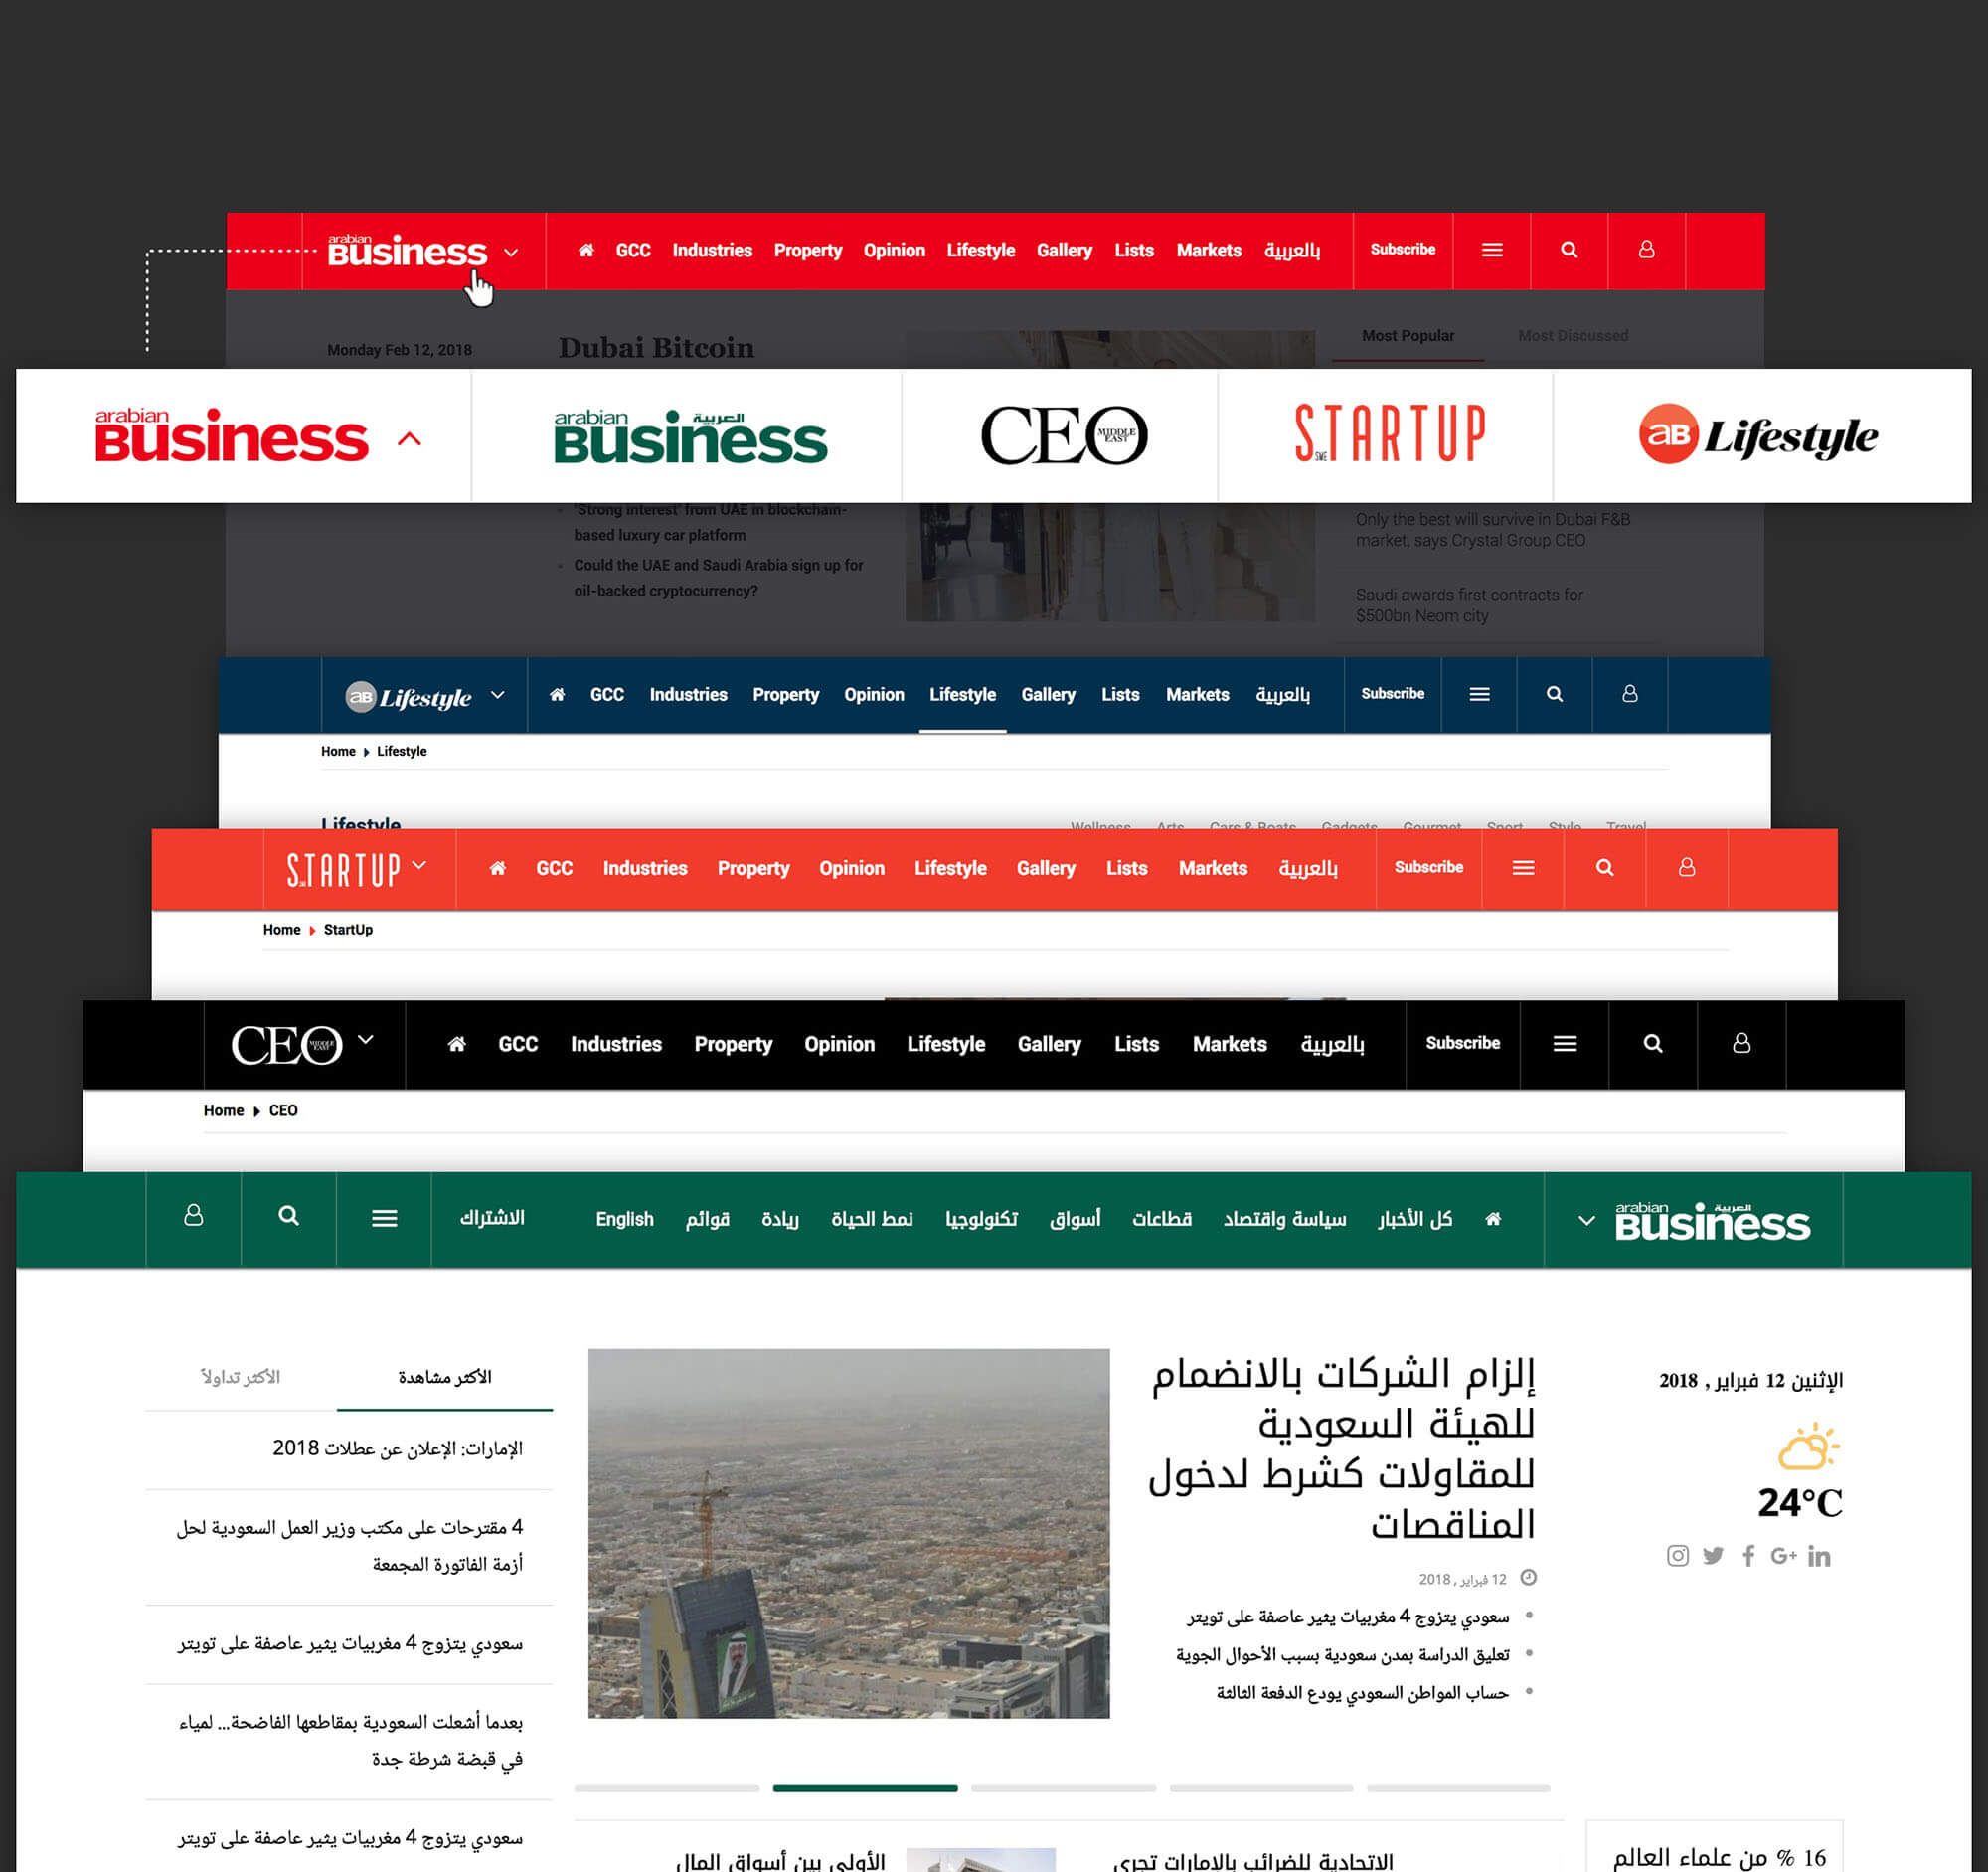 arabian Business GCC Industries Property Opinion Lifestyle Gallery Lists Markets بالعربية Subscribe
Monday Feb 12, 2018
Dubai Bitcoin
Most Popular Most Discussed
arabian Business
arabian العربية Business
CEO MIDDLE EAST
STARTUP SME
aB Lifestyle
'Strong interest' from UAE in blockchain-
based luxury car platform
Could the UAE and Saudi Arabia sign up for
oil-backed cryptocurrency?
Only the best will survive in Dubai F&B
market, says Crystal Group CEO
Saudi awards first contracts for
$500bn Neom city
aB Lifestyle GCC Industries Property Opinion Lifestyle Gallery Lists Markets بالعربية Subscribe
Home Lifestyle
Lifestyle
Wellness Arts Cars & Boats Gadgets Gourmet Sport Style Travel
STARTUP GCC Industries Property Opinion Lifestyle Gallery Lists Markets بالعربية Subscribe
Home StartUp
CEO MIDDLE EAST GCC Industries Property Opinion Lifestyle Gallery Lists Markets بالعربية Subscribe
Home CEO
arabian العربية Business كل الأخبار سياسة واقتصاد قطاعات أسواق تكنولوجيا نمط الحياة ريادة قوائم English الاشتراك
الإثنين 12 فبراير , 2018
24°C
إلزام الشركات بالانضمام
للهيئة السعودية
للمقاولات كشرط لدخول
المناقصات
12 فبراير , 2018
سعودي يتزوج 4 مغربيات يثير عاصفة على تويتر
تعليق الدراسة بمدن سعودية بسبب الأحوال الجوية
حساب المواطن السعودي يودع الدفعة الثالثة
الأكثر مشاهدة الأكثر تداولاً
الإمارات: الإعلان عن عطلات 2018
4 مقترحات على مكتب وزير العمل السعودية لحل
أزمة الفاتورة المجمعة
سعودي يتزوج 4 مغربيات يثير عاصفة على تويتر
بعدما أشعلت السعودية بمقاطعها الفاضحة... لمياء
في قبضة شرطة جدة
سعودي يتزوج 4 مغربيات يثير عاصفة على تويتر
16 % من علماء العالم
الاتحادية للضرائب بالإمارات تجري
الأولى بين أسواق المال